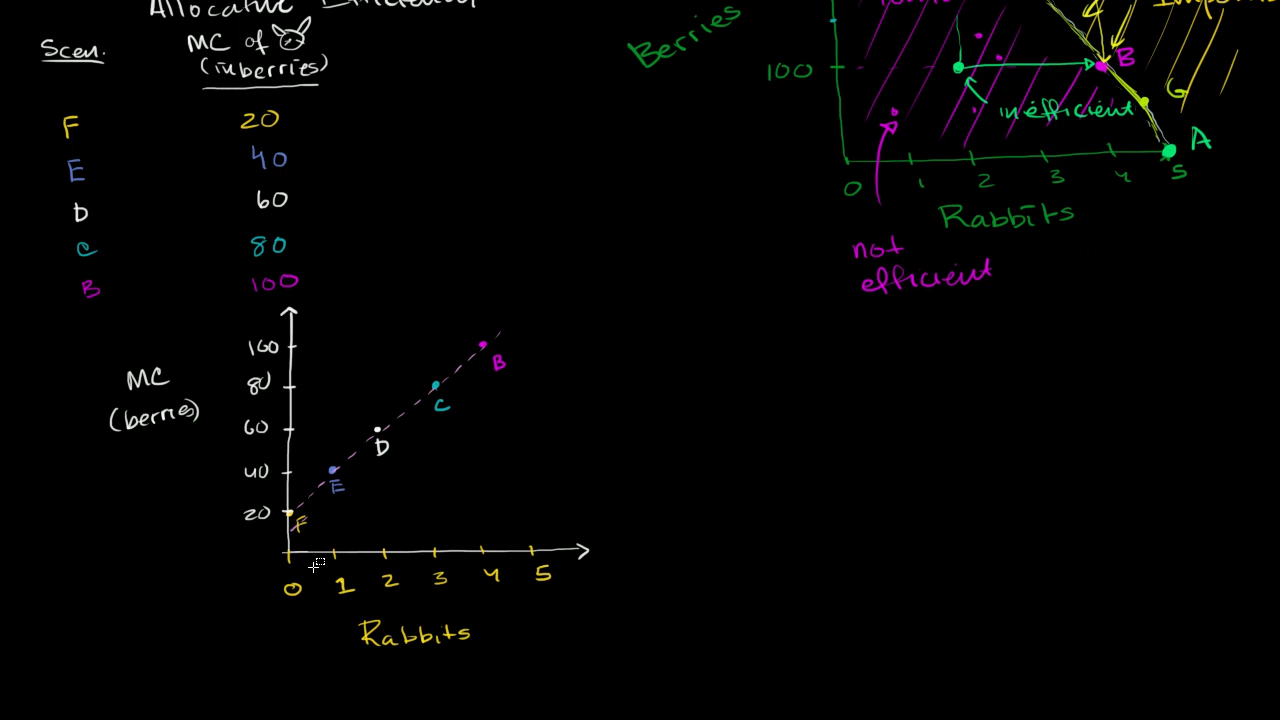 Allocative Efficiency
Scen.
MC of
(in berries)
F 20
E 40
D 60
C 80
B 100
MC
(berries)
100
80
60
40
20
B
C
D
E
F
0 1 2 3 4 5
Rabbits
Berries
100
B
G
inefficient
A
0 1 2 3 4 5
Rabbits
not
efficient